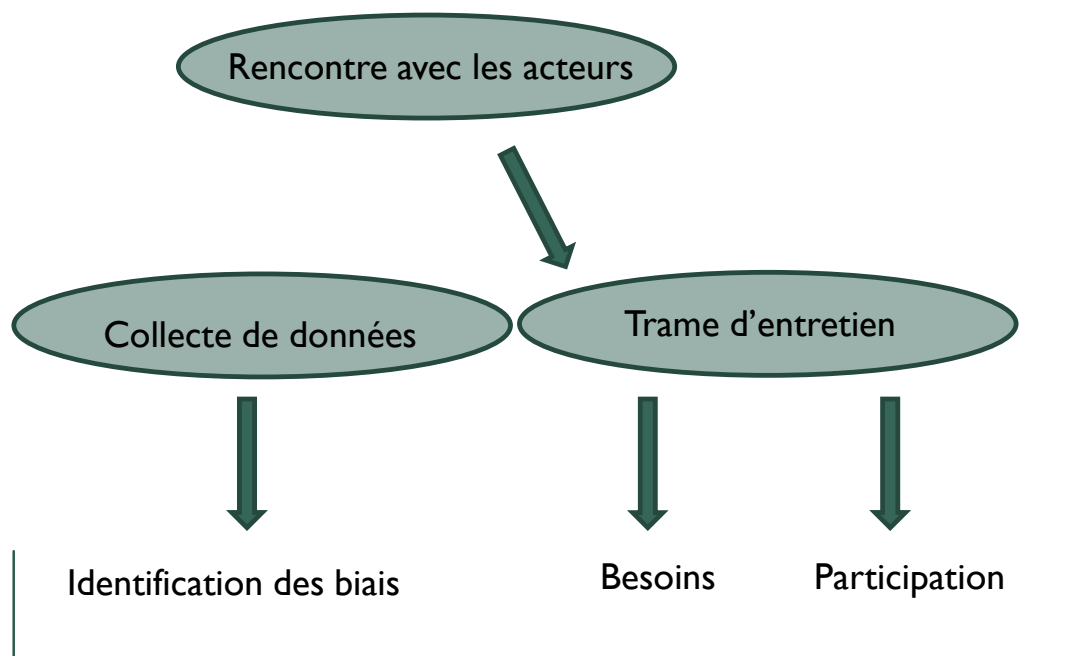 Rencontre avec les acteurs
Collecte de données
Trame d’entretien
Identification des biais
Besoins
Participation